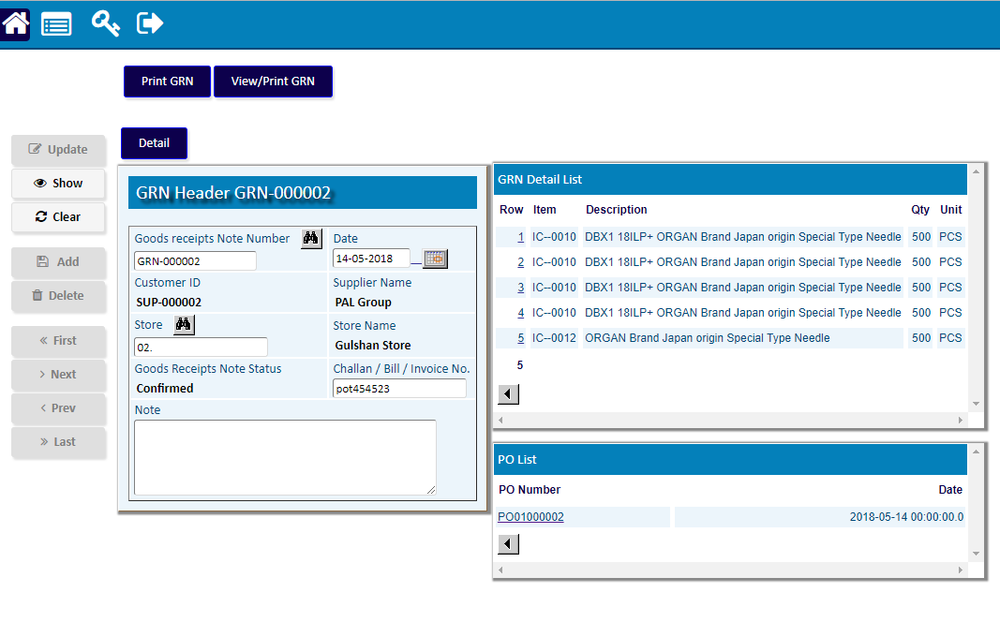 Print GRN View/Print GRN
Detail
Update
Show
Clear
Add
Delete
First
Next
Prev
Last
GRN Header GRN-000002
Goods receipts Note Number Date
GRN-000002 14-05-2018
Customer ID Supplier Name
SUP-000002 PAL Group
Store Store Name
02. Gulshan Store
Goods Receipts Note Status Challan / Bill / Invoice No.
Confirmed pot454523
Note
GRN Detail List
Row Item Description Qty Unit
1 IC--0010 DBX1 18ILP+ ORGAN Brand Japan origin Special Type Needle 500 PCS
2 IC--0010 DBX1 18ILP+ ORGAN Brand Japan origin Special Type Needle 500 PCS
3 IC--0010 DBX1 18ILP+ ORGAN Brand Japan origin Special Type Needle 500 PCS
4 IC--0010 DBX1 18ILP+ ORGAN Brand Japan origin Special Type Needle 500 PCS
5 IC--0012 ORGAN Brand Japan origin Special Type Needle 500 PCS
5
PO List
PO Number Date
PO01000002 2018-05-14 00:00:00.0